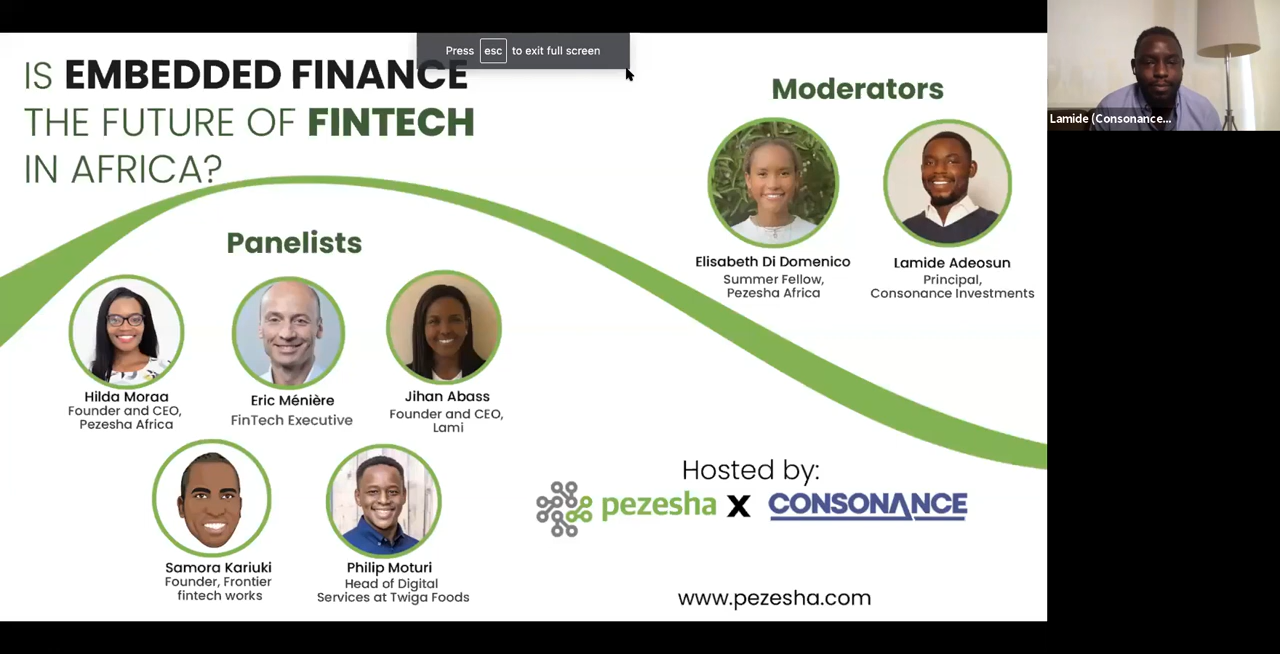 Press esc to exit full screen
IS EMBEDDED FINANCE
THE FUTURE OF FINTECH
IN AFRICA?
Moderators
Elisabeth Di Domenico
Summer Fellow,
Pezesha Africa
Lamide Adeosun
Principal,
Consonance Investments
Lamide (Consonance...
Panelists
Hilda Moraa
Founder and CEO,
Pezesha Africa
Eric Ménière
FinTech Executive
Jihan Abass
Founder and CEO,
Lami
Samora Kariuki
Founder, Frontier
fintech works
Philip Moturi
Head of Digital
Services at Twiga Foods
Hosted by:
pezesha X CONSONANCE
www.pezesha.com